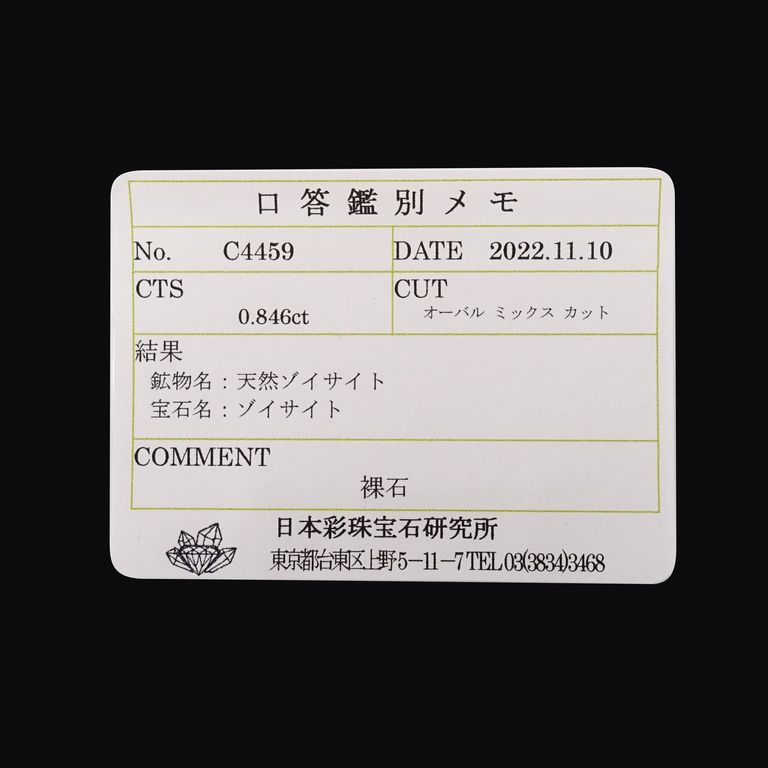 口答鑑別メモ
No. C4459 DATE 2022.11.10
CTS CUT
0.846ct オーバル ミックス カット
結果
鉱物名：天然ゾイサイト
宝石名：ゾイサイト
COMMENT
裸石
日本彩珠宝石研究所
東京都台東区上野5－11－7 TEL 03(3834)3468